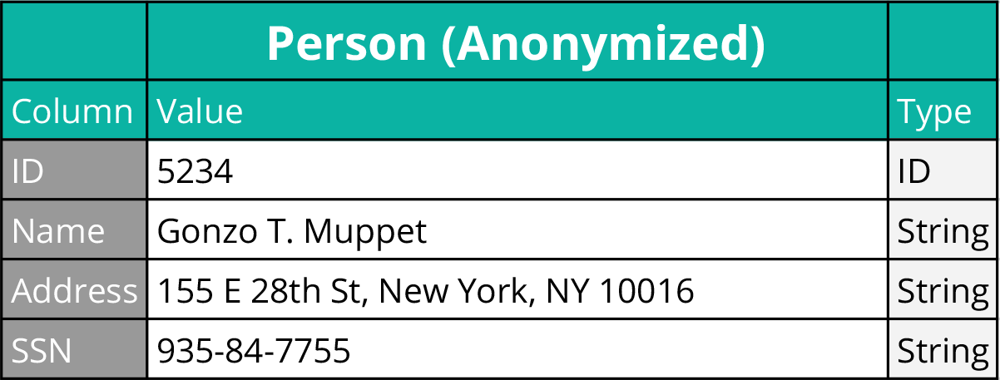 Person (Anonymized)
Column Value Type
ID 5234 ID
Name Gonzo T. Muppet String
Address 155 E 28th St, New York, NY 10016 String
SSN 935-84-7755 String